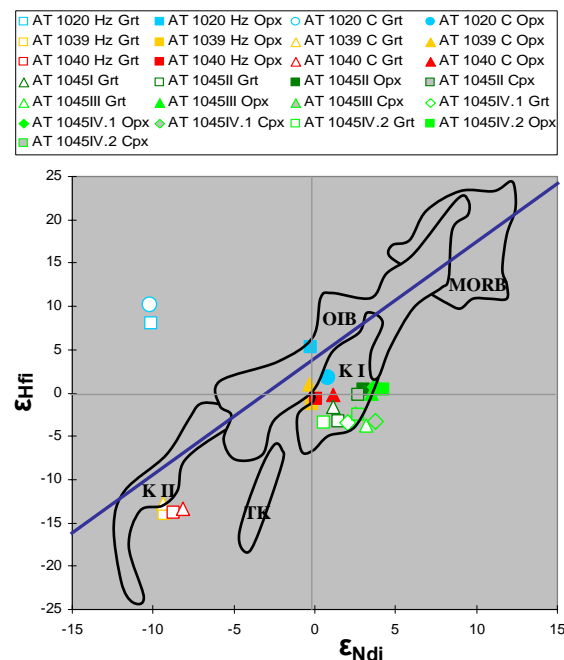 AT 1020 Hz Grt AT 1020 Hz Opx AT 1020 C Grt AT 1020 C Opx
AT 1039 Hz Grt AT 1039 Hz Opx AT 1039 C Grt AT 1039 C Opx
AT 1040 Hz Grt AT 1040 Hz Opx AT 1040 C Grt AT 1040 C Opx
AT 1045I Grt AT 1045II Grt AT 1045II Opx AT 1045II Cpx
AT 1045III Grt AT 1045III Opx AT 1045III Cpx AT 1045IV.1 Grt
AT 1045IV.1 Opx AT 1045IV.1 Cpx AT 1045IV.2 Grt AT 1045IV.2 Opx
AT 1045IV.2 Cpx
25
20
15
10
5
0
-5
-10
-15
-20
-25
εHfi
MORB
OIB
K I
K II
TK
-15 -10 -5 0 5 10 15
εNdi